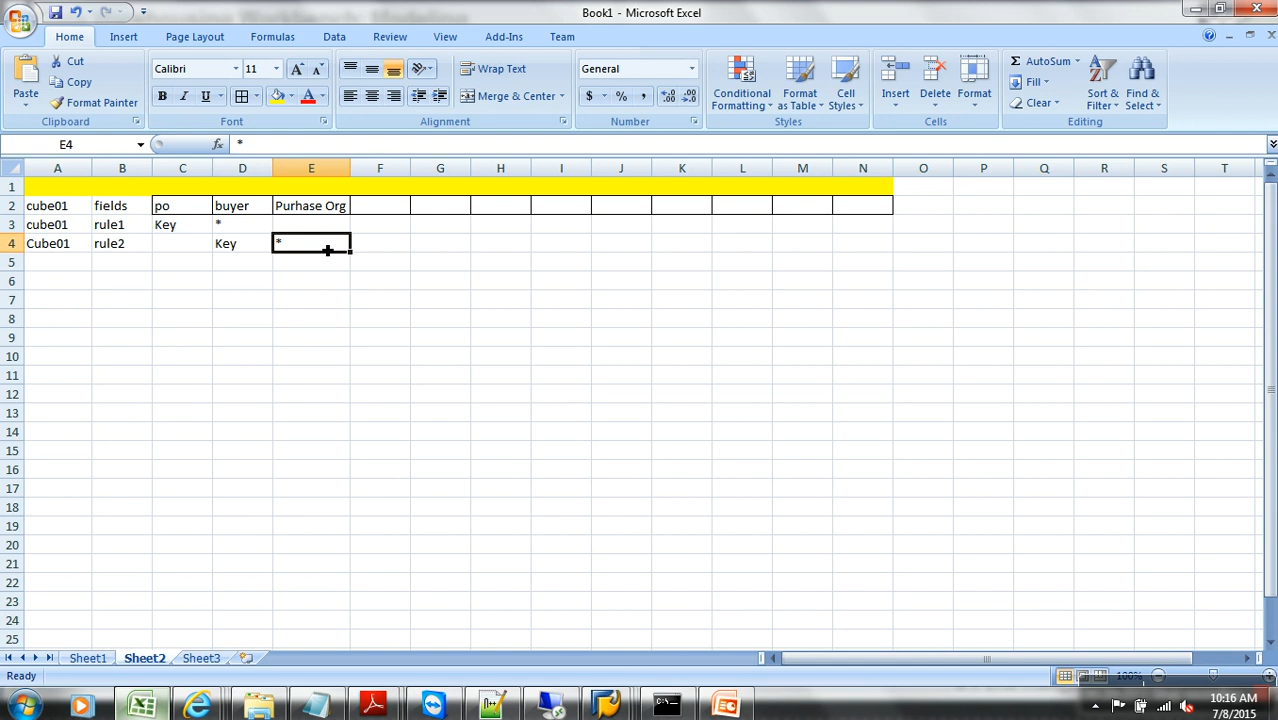 Book1 - Microsoft Excel
Home Insert Page Layout Formulas Data Review View Add-Ins Team
Paste Cut Calibri 11 Wrap Text General Conditional Formatting Format as Table Cell Styles Insert Delete Format AutoSum Sort & Filter Find & Select
Copy Fill
Format Painter B I U A Merge & Center $ % , Clear
Clipboard Font Alignment Number Styles Cells Editing
E4 fx *
A B C D E F G H I J K L M N O P Q R S T
1
2 cube01 fields po buyer Purhase Org
3 cube01 rule1 Key *
4 Cube01 rule2 Key *
5
6
7
8
9
10
11
12
13
14
15
16
17
18
19
20
21
22
23
24
25
Sheet1 Sheet2 Sheet3
Ready 100%
10:16 AM
7/8/2015